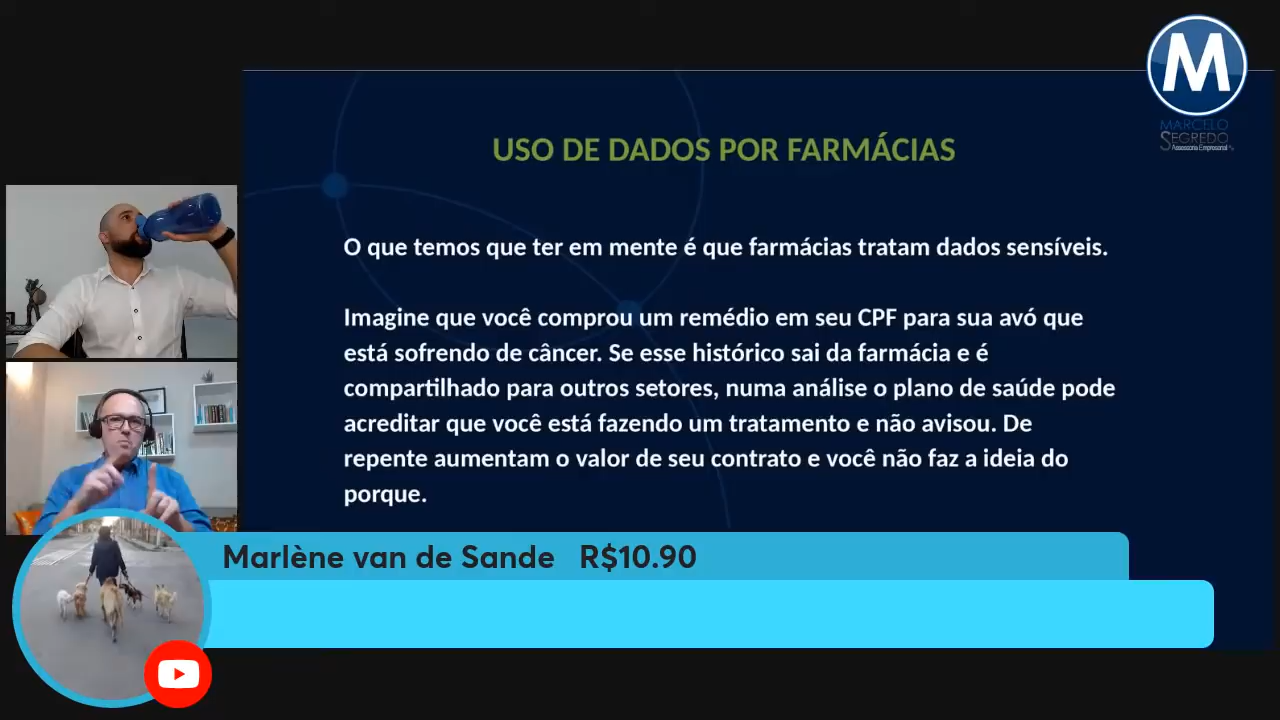 M
MARCELO
SEGREDO
Assessoria Empresarial
USO DE DADOS POR FARMÁCIAS
O que temos que ter em mente é que farmácias tratam dados sensíveis.
Imagine que você comprou um remédio em seu CPF para sua avó que
está sofrendo de câncer. Se esse histórico sai da farmácia e é
compartilhado para outros setores, numa análise o plano de saúde pode
acreditar que você está fazendo um tratamento e não avisou. De
repente aumentam o valor de seu contrato e você não faz a ideia do
porque.
Marlène van de Sande R$10.90